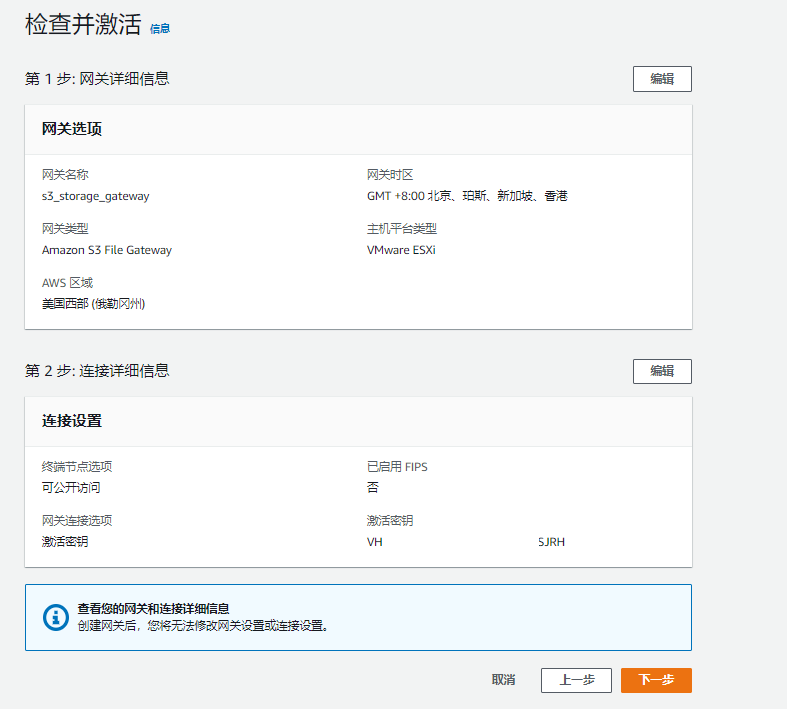 检查并激活 信息
第 1 步: 网关详细信息
编辑
网关选项
网关名称
s3_storage_gateway
网关时区
GMT +8:00 北京、珀斯、新加坡、香港
网关类型
Amazon S3 File Gateway
主机平台类型
VMware ESXi
AWS 区域
美国西部 (俄勒冈州)
第 2 步: 连接详细信息
编辑
连接设置
终端节点选项
可公开访问
已启用 FIPS
否
网关连接选项
激活密钥
激活密钥
VH SJRH
查看您的网关和连接详细信息
创建网关后，您将无法修改网关设置或连接设置。
取消
上一步
下一步